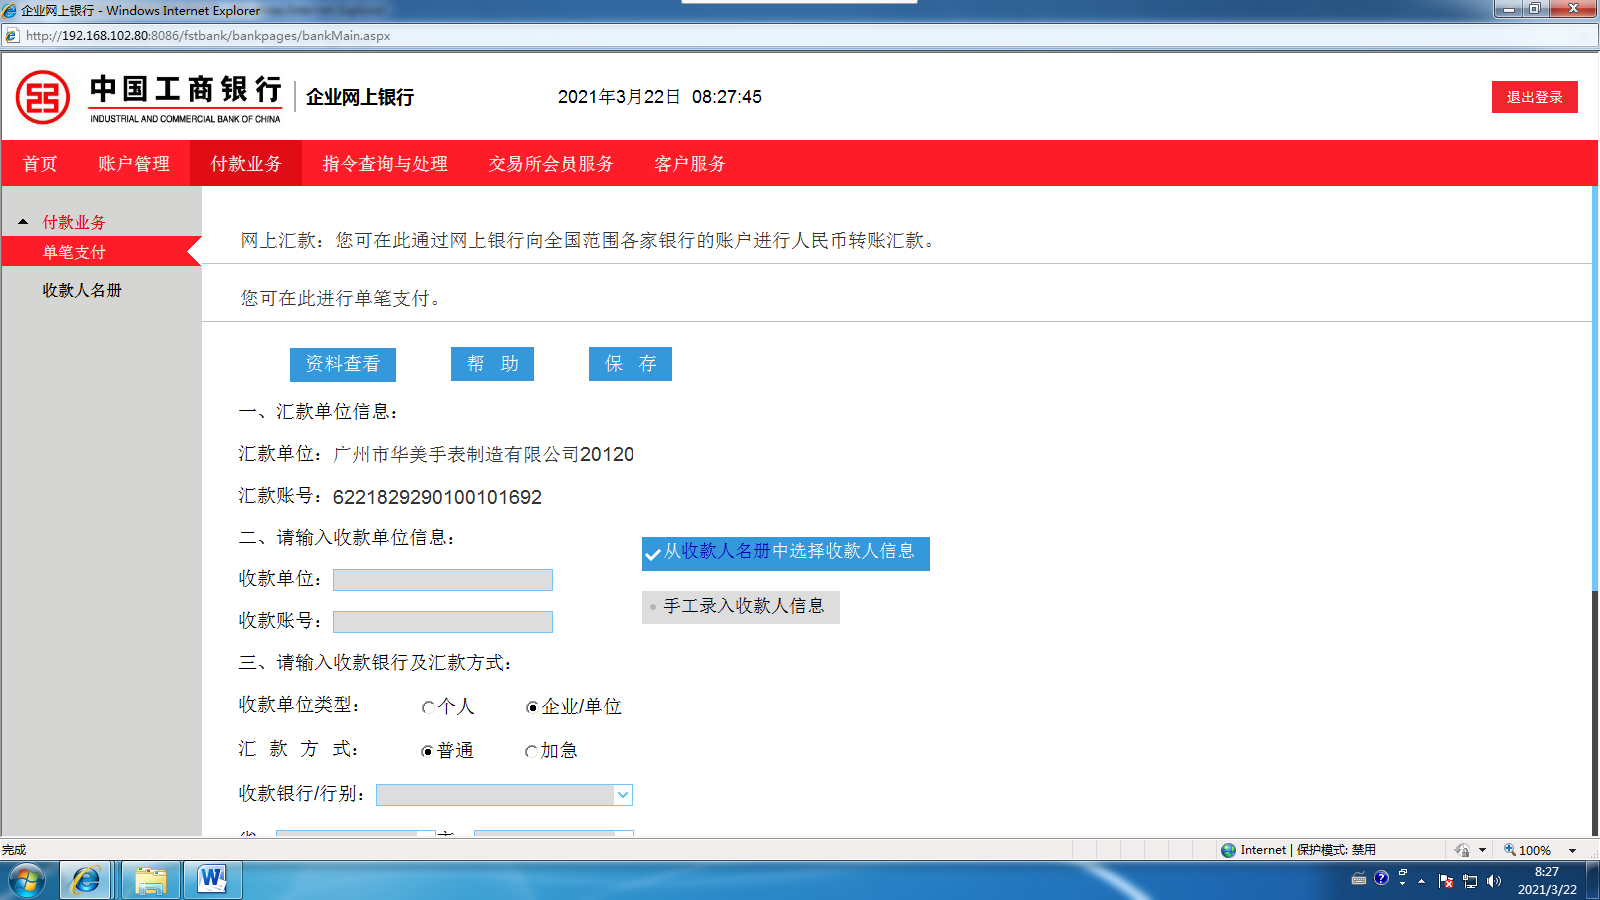 企业网上银行 - Windows Internet Explorer
http://192.168.102.80:8086/fstbank/bankpages/bankMain.aspx
中国工商银行 企业网上银行 2021年3月22日 08:27:45 退出登录
INDUSTRIAL AND COMMERCIAL BANK OF CHINA
首页 账户管理 付款业务 指令查询与处理 交易所会员服务 客户服务
付款业务
单笔支付
收款人名册
网上汇款：您可在此通过网上银行向全国范围各家银行的账户进行人民币转账汇款。
您可在此进行单笔支付。
资料查看 帮 助 保 存
一、汇款单位信息：
汇款单位：广州市华美手表制造有限公司20120
汇款账号：6221829290100101692
二、请输入收款单位信息：
从收款人名册中选择收款人信息
收款单位：
手工录入收款人信息
收款账号：
三、请输入收款银行及汇款方式：
收款单位类型： 个人 企业/单位
汇 款 方 式： 普通 加急
收款银行/行别：
完成 Internet | 保护模式: 禁用 100%
8:27
2021/3/22